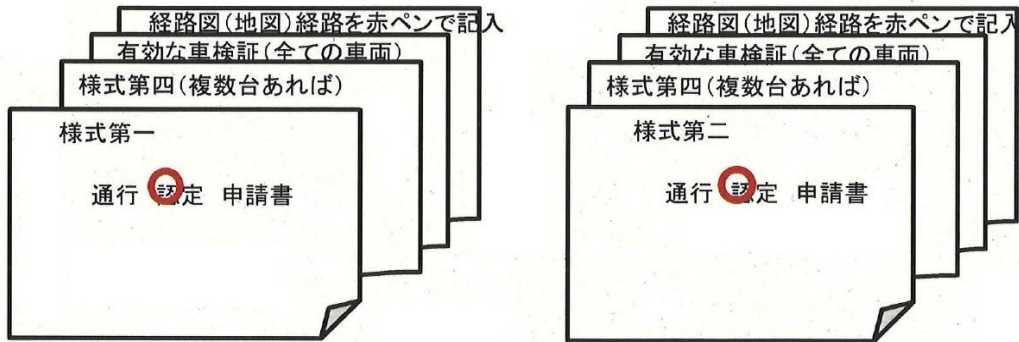 経路図(地図)経路を赤ペンで記入
有効な車検証(全ての車両)
様式第四(複数台あれば)
様式第一
通行 認定 申請書
経路図(地図)経路を赤ペンで記入
有効な車検証(全ての車両)
様式第四(複数台あれば)
様式第二
通行 認定 申請書